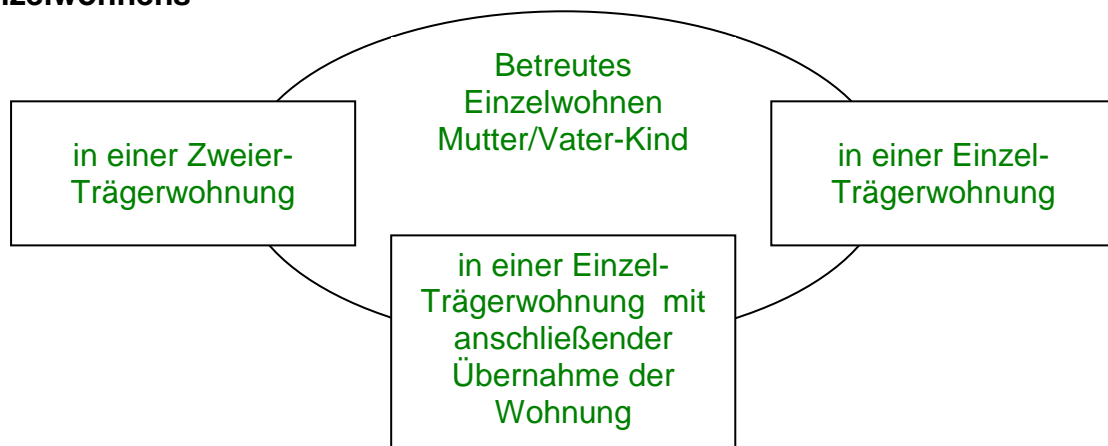 Betreutes
Einzelwohnen
Mutter/Vater-Kind
in einer Zweier-
Trägerwohnung
in einer Einzel-
Trägerwohnung
in einer Einzel-
Trägerwohnung mit
anschließender
Übernahme der
Wohnung